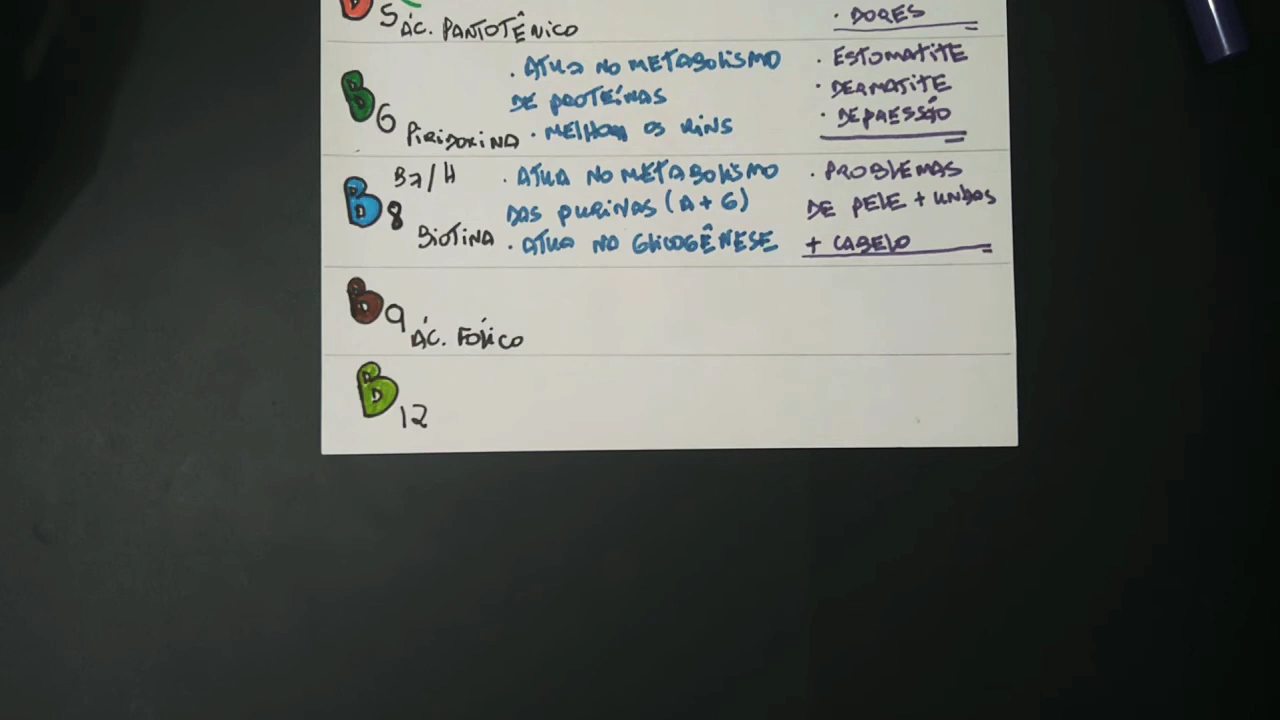 B5 ÁC. PANTOTÊNICO
• DORES
B6 PIRIDOXINA
• ATUA NO METABOLISMO
DE PROTEÍNAS
• MELHORA OS RINS
• ESTOMATITE
• DERMATITE
• DEPRESSÃO
B7/H
B8 BIOTINA
• ATUA NO METABOLISMO
DAS PURINAS (A + G)
• ATUA NO GLICOGÊNESE
• PROBLEMAS
DE PELE + UNHAS
+ CABELO
B9 ÁC. FÓLICO
B12